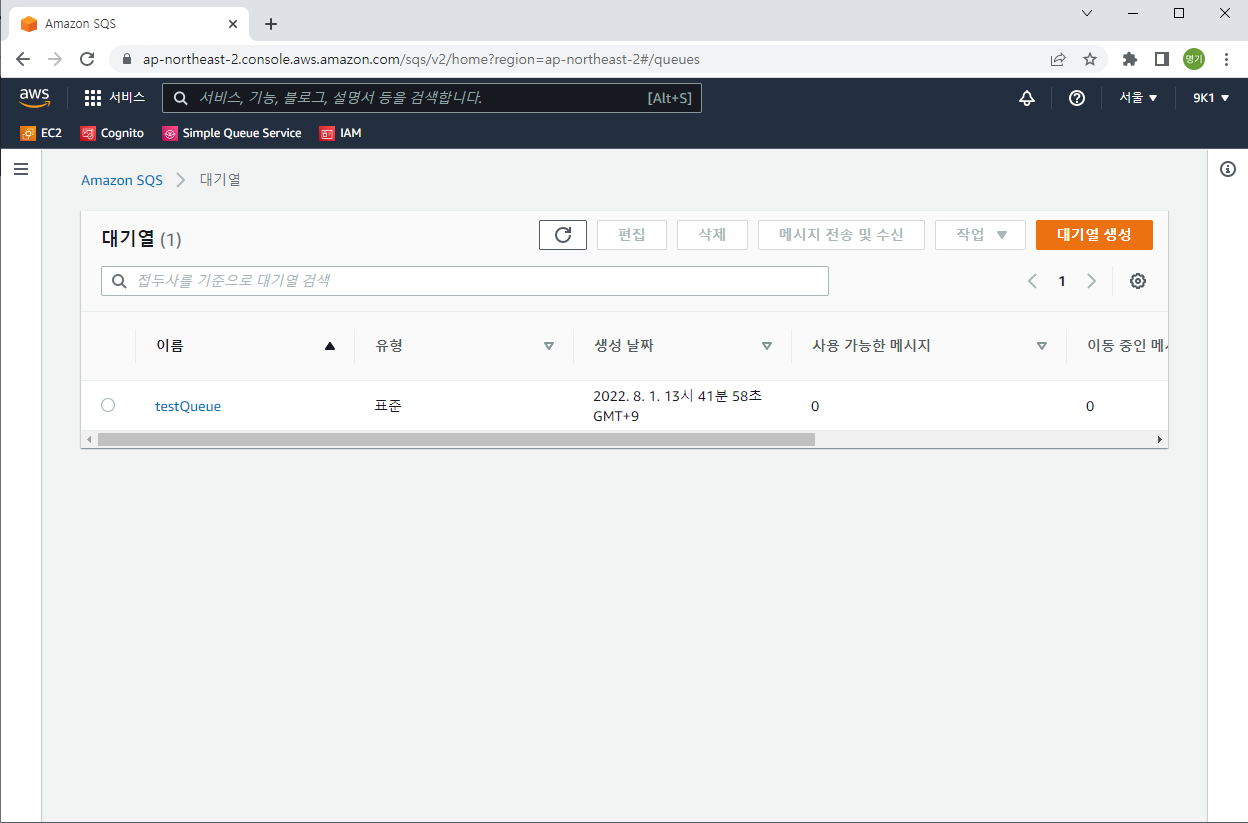 Amazon SQS
ap-northeast-2.console.aws.amazon.com/sqs/v2/home?region=ap-northeast-2#/queues
명기
aws 서비스 서비스, 기능, 블로그, 설명서 등을 검색합니다. [Alt+S] 서울 9K1
EC2 Cognito Simple Queue Service IAM
Amazon SQS 대기열
대기열 (1) 편집 삭제 메시지 전송 및 수신 작업 대기열 생성
접두사를 기준으로 대기열 검색 1
이름 유형 생성 날짜 사용 가능한 메시지 이동 중인
testQueue 표준 2022. 8. 1. 13시 41분 58초 0 0
GMT+9